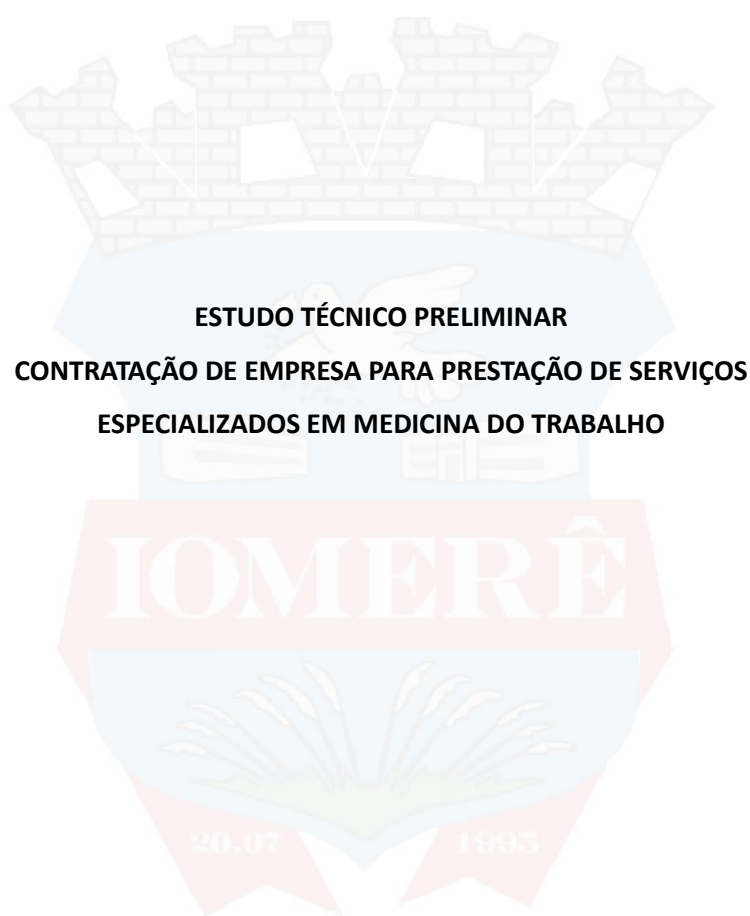 ESTUDO TÉCNICO PRELIMINAR
CONTRATAÇÃO DE EMPRESA PARA PRESTAÇÃO DE SERVIÇOS
ESPECIALIZADOS EM MEDICINA DO TRABALHO
IOMERÊ
20.07 1995